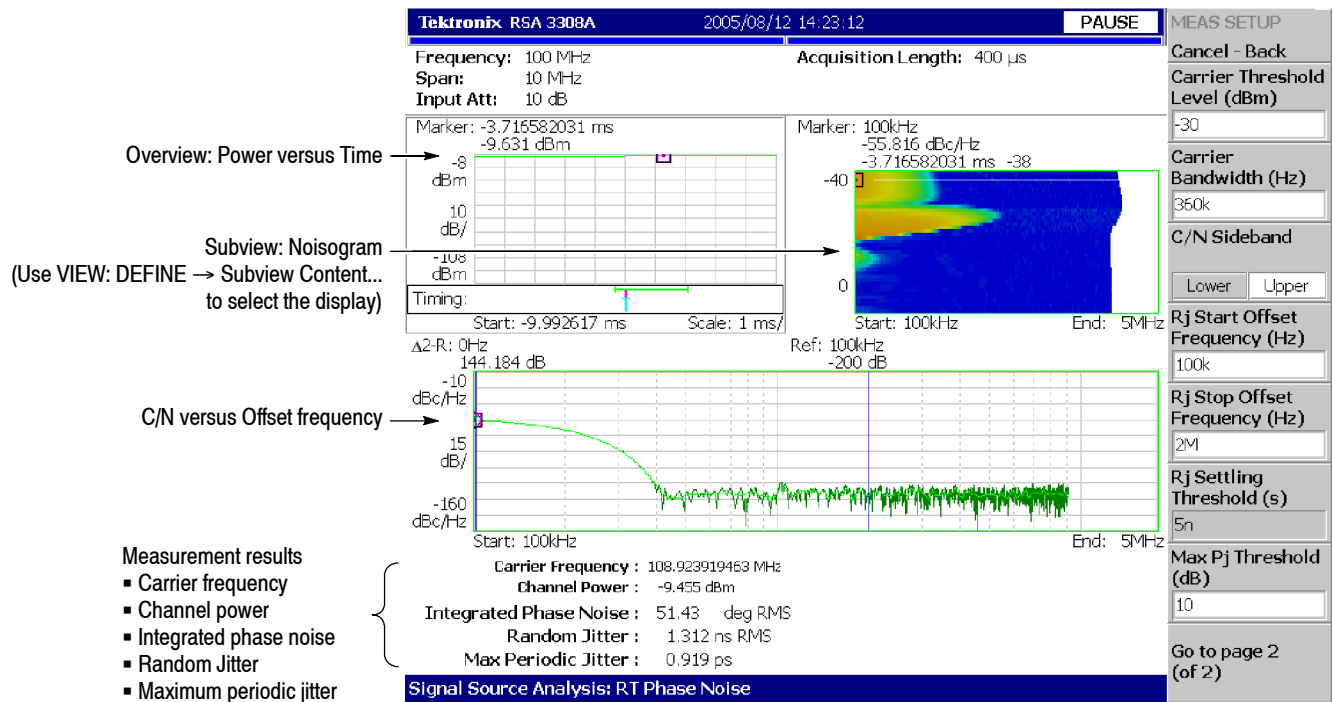 Tektronix RSA 3308A 2005/08/12 14:23:12 PAUSE
Frequency: 100 MHz
Span: 10 MHz
Input Att: 10 dB
Acquisition Length: 400 µs
Marker: -3.716582031 ms
-9.631 dBm
-8
dBm
10
dB/
-108
dBm
Timing:
Start: -9.992617 ms Scale: 1 ms/
Marker: 100kHz
-55.816 dBc/Hz
-3.716582031 ms -38
-40
0
Start: 100kHz End: 5MHz
Δ2-R: 0Hz
144.184 dB
Ref: 100kHz
-200 dB
-10
dBc/Hz
15
dB/
-160
dBc/Hz
Start: 100kHz End: 5MHz
Carrier Frequency : 108.923919463 MHz
Channel Power : -9.455 dBm
Integrated Phase Noise : 51.43 deg RMS
Random Jitter : 1.312 ns RMS
Max Periodic Jitter : 0.919 ps
Signal Source Analysis: RT Phase Noise
MEAS SETUP
Cancel - Back
Carrier Threshold
Level (dBm)
-30
Carrier
Bandwidth (Hz)
360k
C/N Sideband
Lower Upper
Rj Start Offset
Frequency (Hz)
100k
Rj Stop Offset
Frequency (Hz)
2M
Rj Settling
Threshold (s)
5n
Max Pj Threshold
(dB)
10
Go to page 2
(of 2)
Overview: Power versus Time
Subview: Noisogram
(Use VIEW: DEFINE → Subview Content...
to select the display)
C/N versus Offset frequency
Measurement results
▪ Carrier frequency
▪ Channel power
▪ Integrated phase noise
▪ Random Jitter
▪ Maximum periodic jitter